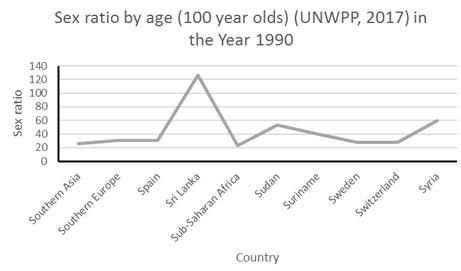 Sex ratio by age (100 year olds) (UNWPP, 2017) in
the Year 1990
140
120
100
80
60
40
20
0
Sex ratio
Southern Asia
Southern Europe
Spain
Sri Lanka
Sub-Saharan Africa
Sudan
Suriname
Sweden
Switzerland
Syria
Country